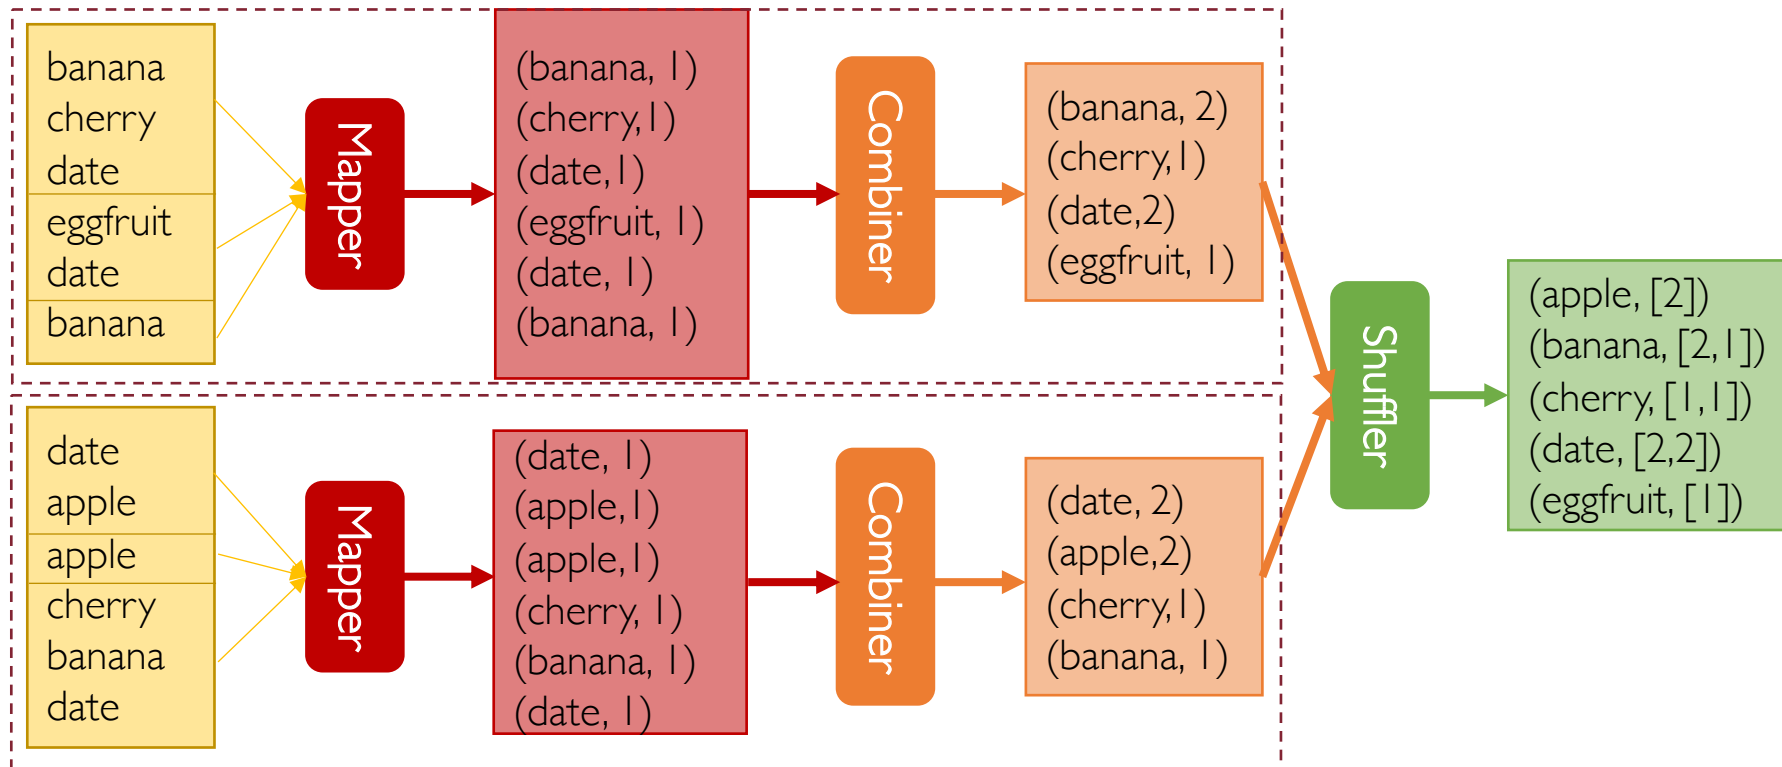 banana
cherry
date
eggfruit
date
banana
Mapper
(banana, 1)
(cherry,1)
(date,1)
(eggfruit, 1)
(date, 1)
(banana, 1)
Combiner
(banana, 2)
(cherry,1)
(date,2)
(eggfruit, 1)
date
apple
apple
cherry
banana
date
Mapper
(date, 1)
(apple,1)
(apple,1)
(cherry, 1)
(banana, 1)
(date, 1)
Combiner
(date, 2)
(apple,2)
(cherry,1)
(banana, 1)
Shuffler
(apple, [2])
(banana, [2,1])
(cherry, [1,1])
(date, [2,2])
(eggfruit, [1])